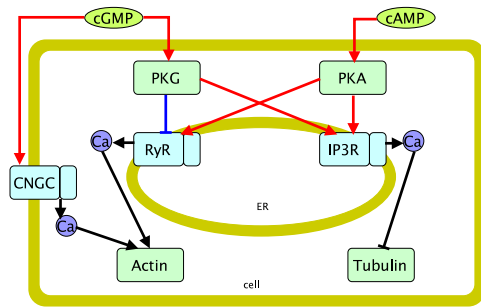 cGMP
cAMP
PKG
PKA
Ca
RyR
IP3R
Ca
CNGC
ER
Ca
Actin
Tubulin
cell